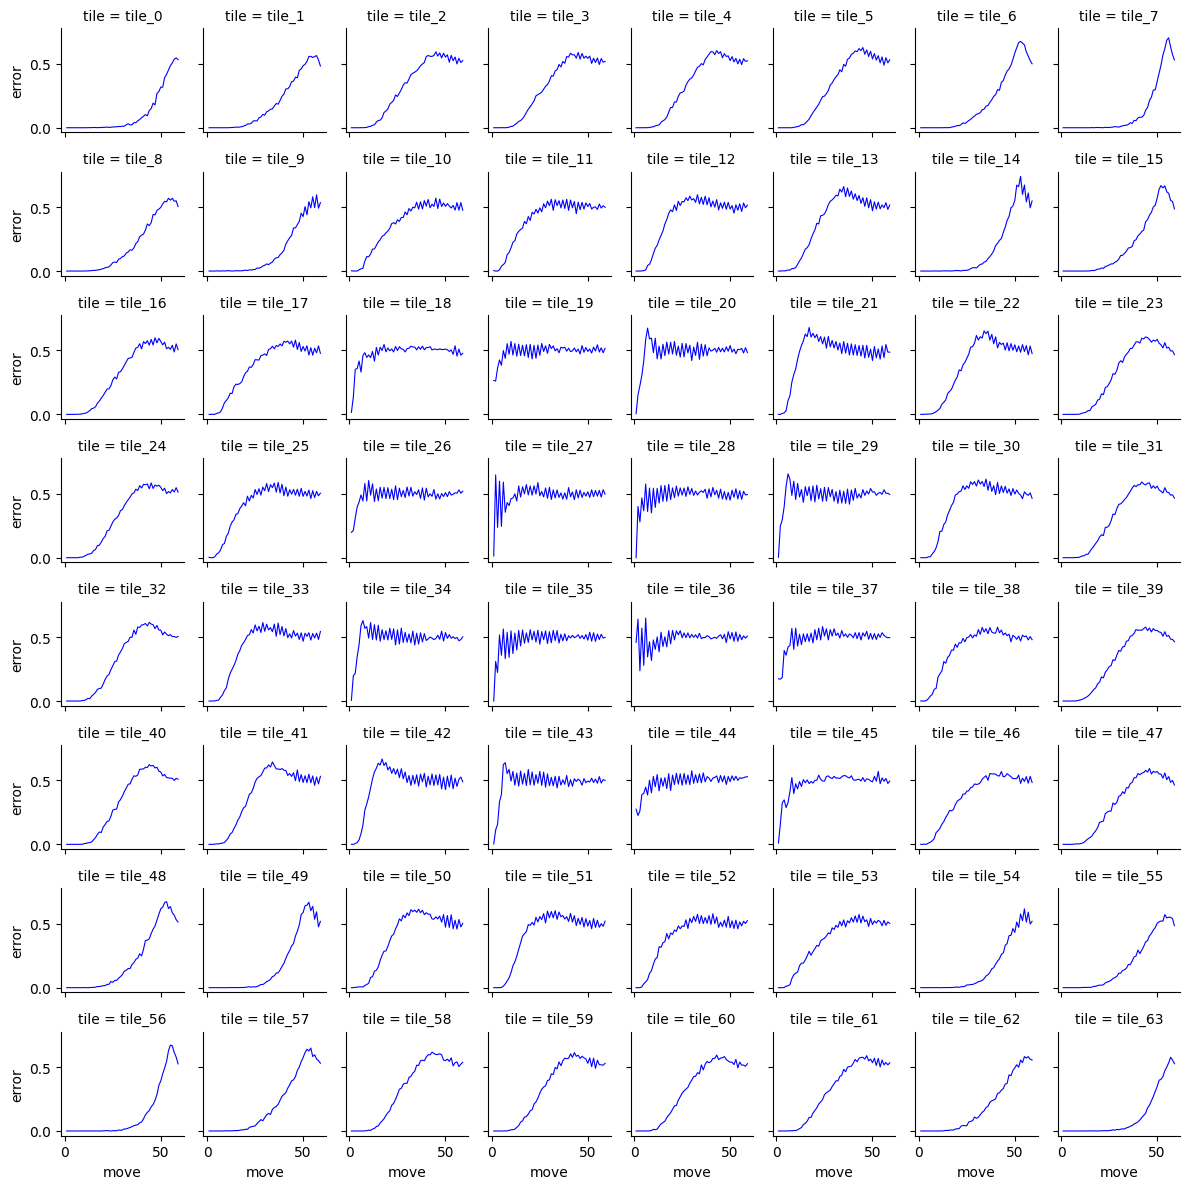 tile = tile_0 tile = tile_1 tile = tile_2 tile = tile_3 tile = tile_4 tile = tile_5 tile = tile_6 tile = tile_7
0.5
error
0.0
tile = tile_8 tile = tile_9 tile = tile_10 tile = tile_11 tile = tile_12 tile = tile_13 tile = tile_14 tile = tile_15
0.5
error
0.0
tile = tile_16 tile = tile_17 tile = tile_18 tile = tile_19 tile = tile_20 tile = tile_21 tile = tile_22 tile = tile_23
0.5
error
0.0
tile = tile_24 tile = tile_25 tile = tile_26 tile = tile_27 tile = tile_28 tile = tile_29 tile = tile_30 tile = tile_31
0.5
error
0.0
tile = tile_32 tile = tile_33 tile = tile_34 tile = tile_35 tile = tile_36 tile = tile_37 tile = tile_38 tile = tile_39
0.5
error
0.0
tile = tile_40 tile = tile_41 tile = tile_42 tile = tile_43 tile = tile_44 tile = tile_45 tile = tile_46 tile = tile_47
0.5
error
0.0
tile = tile_48 tile = tile_49 tile = tile_50 tile = tile_51 tile = tile_52 tile = tile_53 tile = tile_54 tile = tile_55
0.5
error
0.0
tile = tile_56 tile = tile_57 tile = tile_58 tile = tile_59 tile = tile_60 tile = tile_61 tile = tile_62 tile = tile_63
0.5
error
0.0
0 50 0 50 0 50 0 50 0 50 0 50 0 50 0 50
move move move move move move move move